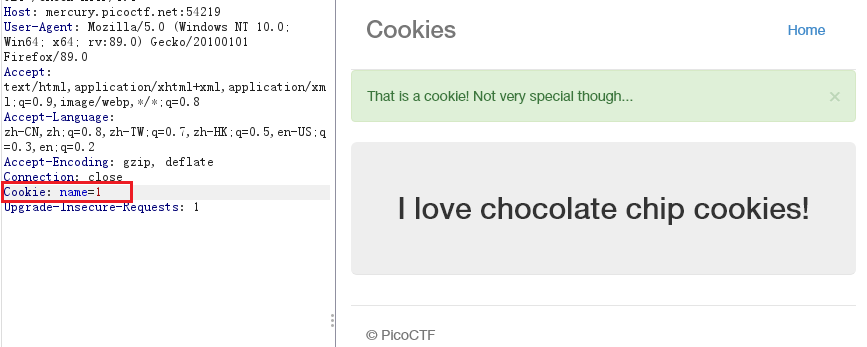 Host: mercury.picoctf.net:54219
User-Agent: Mozilla/5.0 (Windows NT 10.0;
Win64; x64; rv:89.0) Gecko/20100101
Firefox/89.0
Accept:
text/html,application/xhtml+xml,application/xm
l;q=0.9,image/webp,*/*;q=0.8
Accept-Language:
zh-CN,zh;q=0.8,zh-TW;q=0.7,zh-HK;q=0.5,en-US;q
=0.3,en;q=0.2
Accept-Encoding: gzip, deflate
Connection: close
Cookie: name=1
Upgrade-Insecure-Requests: 1
Cookies
Home
That is a cookie! Not very special though...
×
I love chocolate chip cookies!
© PicoCTF